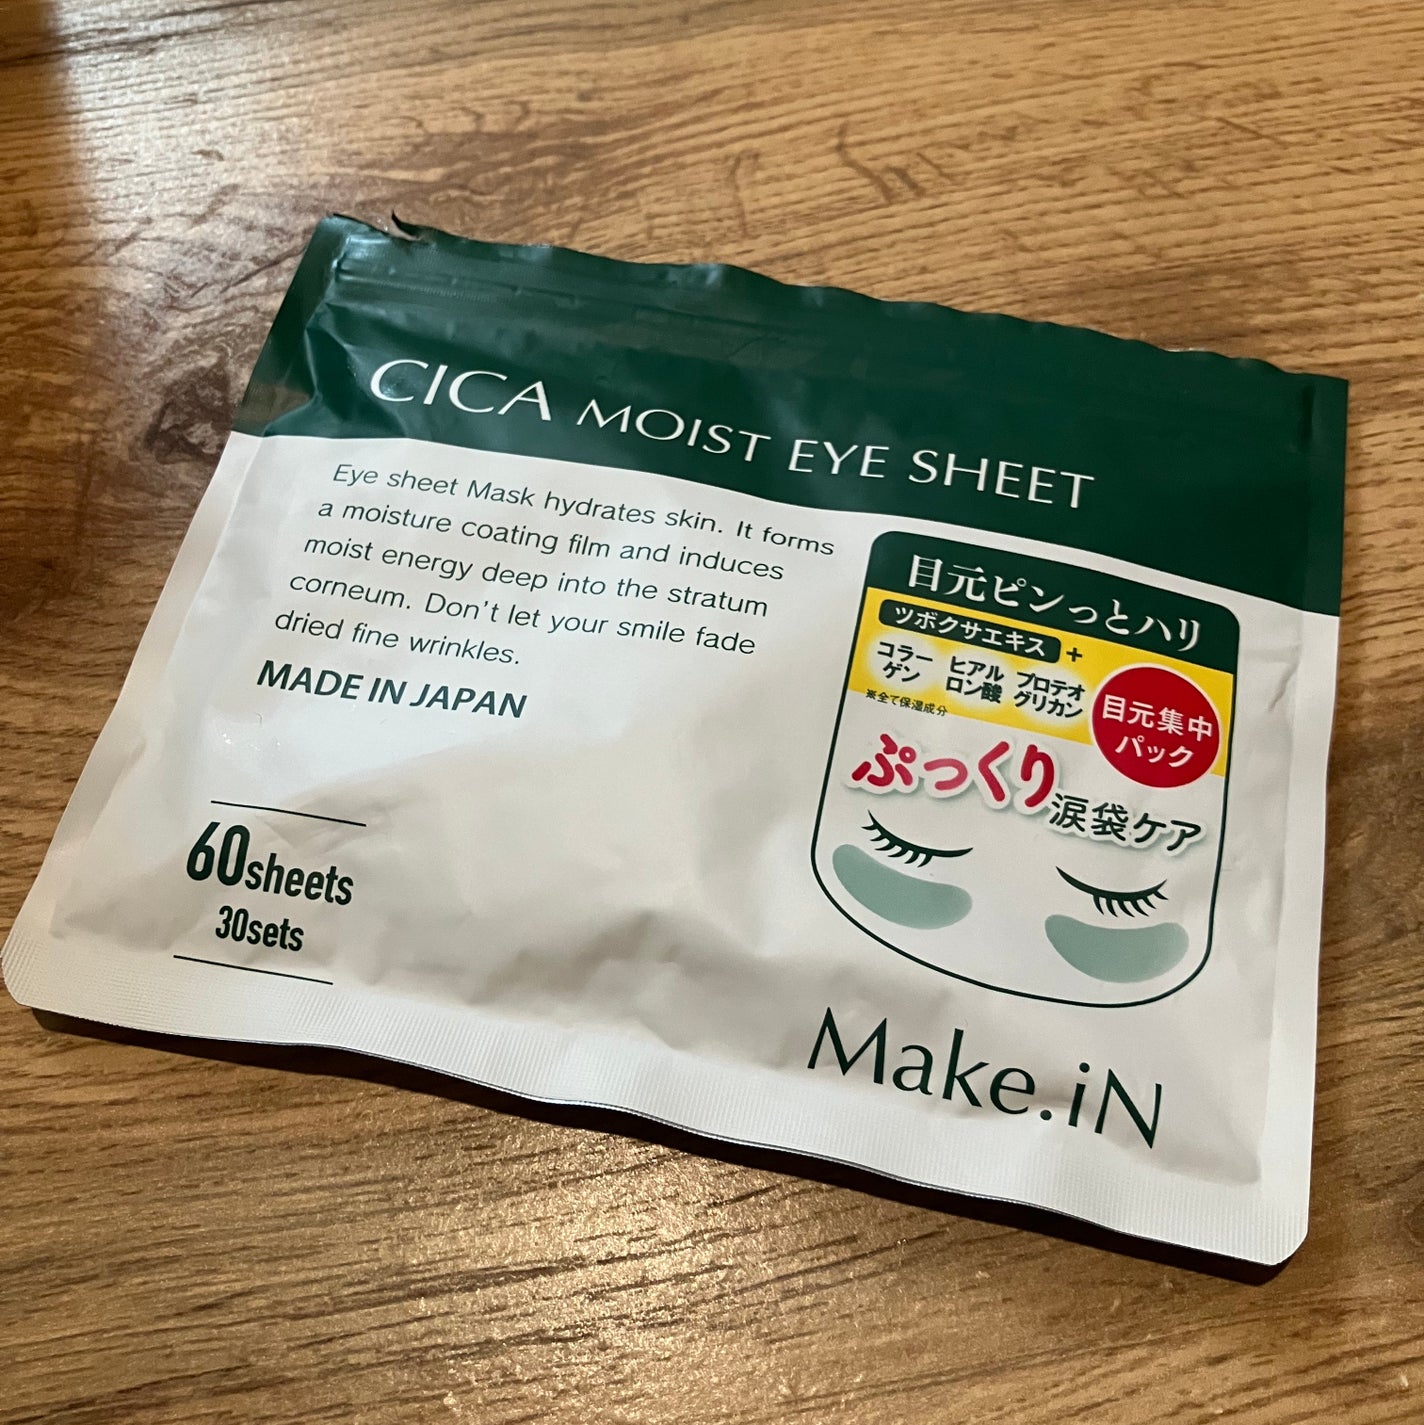 CICA MOIST EYE SHEET
Eye sheet Mask hydrates skin. It forms
a moisture coating film and induces
moist energy deep into the stratum
corneum. Don't let your smile fade
dried fine wrinkles.
MADE IN JAPAN
60sheets
30sets
目元ピンっとハリ
ツボクサエキス+
コラーゲン ヒアルロン酸 プロテオグリカン
※全て保湿成分
目元集中
パック
ぷっくり涙袋ケア
Make.iN